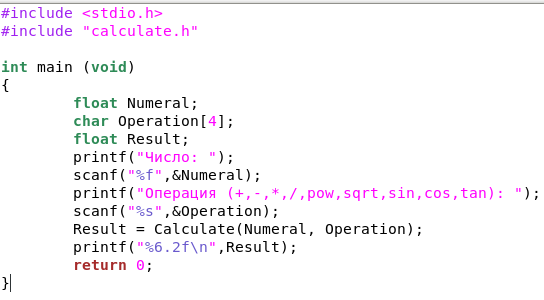 #include <stdio.h>
#include "calculate.h"
int main (void)
{
float Numeral;
char Operation[4];
float Result;
printf("Число: ");
scanf("%f",&Numeral);
printf("Операция (+,-,*,/,pow,sqrt,sin,cos,tan): ");
scanf("%s",&Operation);
Result = Calculate(Numeral, Operation);
printf("%6.2f\n",Result);
return 0;
}